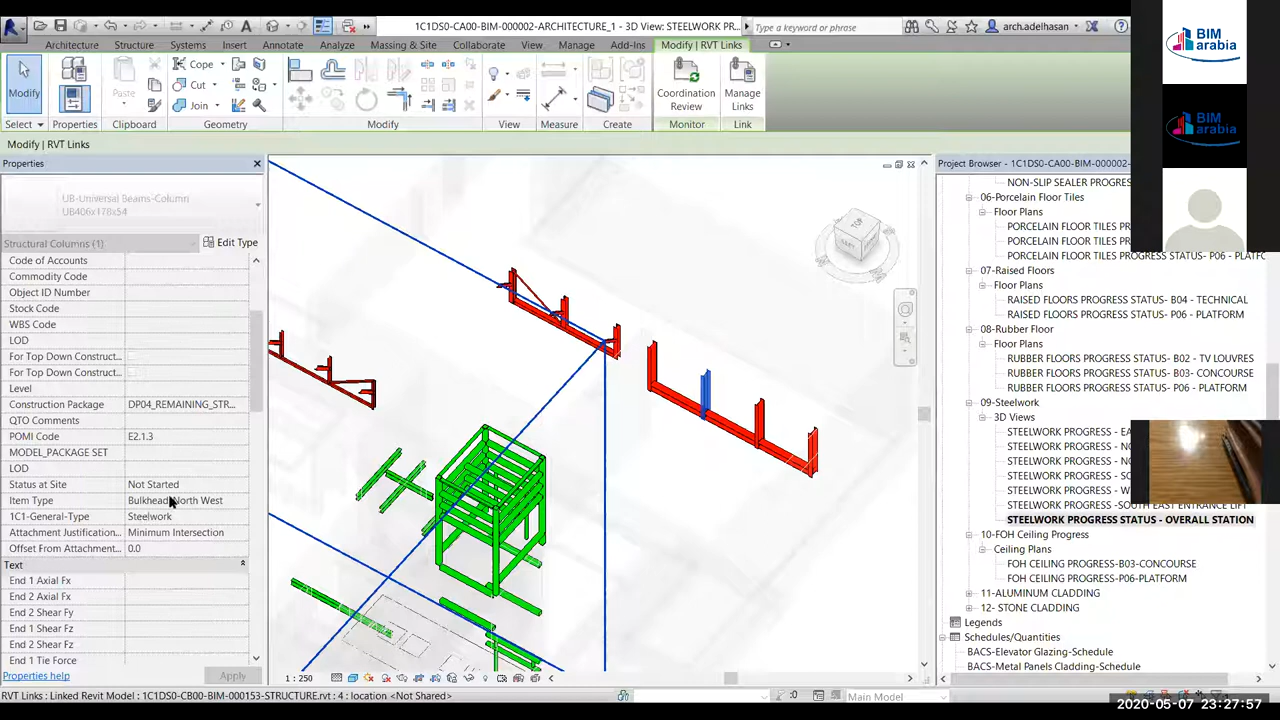 1C1DS0-CA00-BIM-000002-ARCHITECTURE_1 - 3D View: STEELWORK PR...
Type a keyword or phrase
arch.adelhasan
Architecture Structure Systems Insert Annotate Analyze Massing & Site Collaborate View Manage Add-Ins Modify | RVT Links
Modify
Properties
Paste
Cope
Cut
Join
Coordination Review
Manage Links
Select Properties Clipboard Geometry Modify View Measure Create Monitor Link
Modify | RVT Links
Properties
UB-Universal Beams-Column
UB406x178x54
Structural Columns (1)
Edit Type
Code of Accounts
Commodity Code
Object ID Number
Stock Code
WBS Code
LOD
For Top Down Construct...
For Top Down Construct...
Level
Construction Package DP04_REMAINING_STR...
QTO Comments
POMI Code E2.1.3
MODEL_PACKAGE SET
LOD
Status at Site Not Started
Item Type Bulkhead North West
1C1-General-Type Steelwork
Attachment Justification... Minimum Intersection
Offset From Attachment... 0.0
Text
End 1 Axial Fx
End 2 Axial Fx
End 2 Shear Fy
End 1 Shear Fz
End 2 Shear Fz
End 1 Tie Force
Properties help
Apply
TOP
1 : 250
Project Browser - 1C1DS0-CA00-BIM-000002-
NON-SLIP SEALER PROGRES
06-Porcelain Floor Tiles
Floor Plans
PORCELAIN FLOOR TILES PR
PORCELAIN FLOOR TILES PR
PORCELAIN FLOOR TILES PROGRESS STATUS- P06 - PLATFC
07-Raised Floors
Floor Plans
RAISED FLOORS PROGRESS STATUS- B04 - TECHNICAL
RAISED FLOORS PROGRESS STATUS - P06 - PLATFORM
08-Rubber Floor
Floor Plans
RUBBER FLOORS PROGRESS STATUS- B02 - TV LOUVRES
RUBBER FLOORS PROGRESS STATUS- B03- CONCOURSE
RUBBER FLOORS PROGRESS STATUS - P06 - PLATFORM
09-Steelwork
3D Views
STEELWORK PROGRESS - EA
STEELWORK PROGRESS - NC
STEELWORK PROGRESS - NC
STEELWORK PROGRESS - SC
STEELWORK PROGRESS - W
STEELWORK PROGRESS -SOUTH EAST ENTRANCE LIFT
STEELWORK PROGRESS STATUS - OVERALL STATION
10-FOH Ceiling Progress
Ceiling Plans
FOH CEILING PROGRESS-B03-CONCOURSE
FOH CEILING PROGRESS-P06-PLATFORM
11-ALUMINUM CLADDING
12- STONE CLADDING
Legends
Schedules/Quantities
BACS-Elevator Glazing-Schedule
BACS-Metal Panels Cladding-Schedule
BIM
arabia
BIM
arabia
RVT Links : Linked Revit Model : 1C1DS0-CB00-BIM-000153-STRUCTURE.rvt : 4 : location <Not Shared>
:0
Main Model
2020-05-07 23:27:57